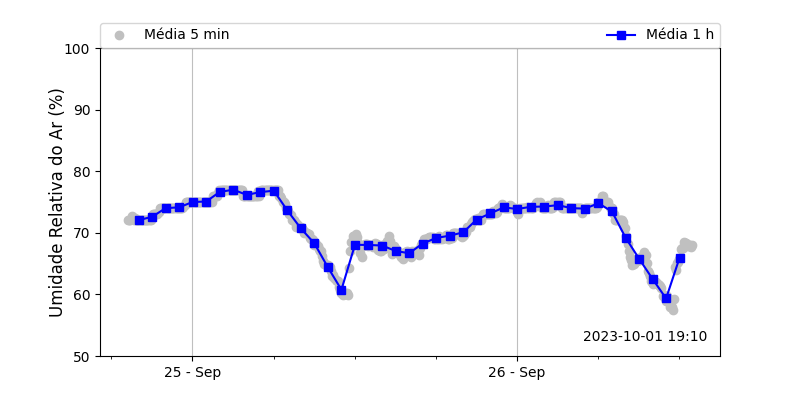 Média 5 min
Média 1 h
Umidade Relativa do Ar (%)
100
90
80
70
60
50
2023-10-01 19:10
25 - Sep
26 - Sep